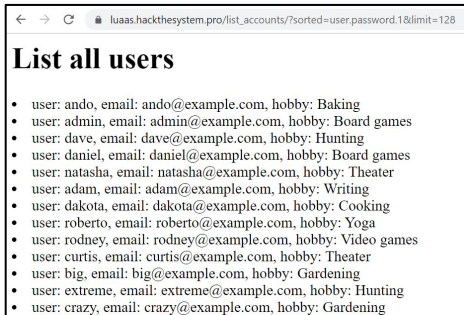 luaas.hackthesystem.pro/list_accounts/?sorted=user.password.1&limit=128
List all users
• user: ando, email: ando@example.com, hobby: Baking
• user: admin, email: admin@example.com, hobby: Board games
• user: dave, email: dave@example.com, hobby: Hunting
• user: daniel, email: daniel@example.com, hobby: Board games
• user: natasha, email: natasha@example.com, hobby: Theater
• user: adam, email: adam@example.com, hobby: Writing
• user: dakota, email: dakota@example.com, hobby: Cooking
• user: roberto, email: roberto@example.com, hobby: Yoga
• user: rodney, email: rodney@example.com, hobby: Video games
• user: curtis, email: curtis@example.com, hobby: Theater
• user: big, email: big@example.com, hobby: Gardening
• user: extreme, email: extreme@example.com, hobby: Hunting
• user: crazy, email: crazy@example.com, hobby: Gardening